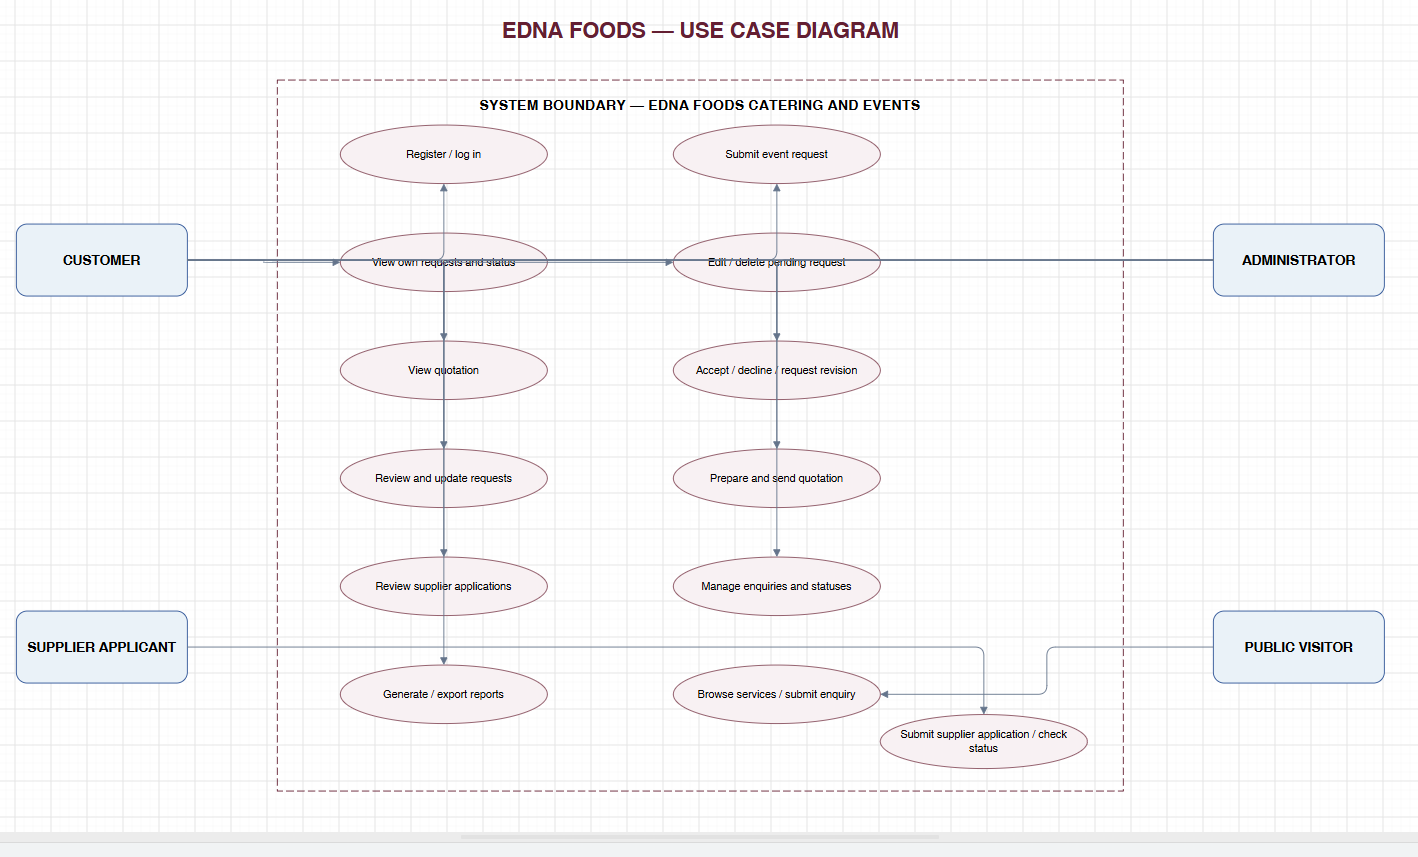 EDNA FOODS — USE CASE DIAGRAM
SYSTEM BOUNDARY — EDNA FOODS CATERING AND EVENTS
Register / log in
Submit event request
CUSTOMER
View own requests and status
Edit / delete pending request
ADMINISTRATOR
View quotation
Accept / decline / request revision
Review and update requests
Prepare and send quotation
Review supplier applications
Manage enquiries and statuses
SUPPLIER APPLICANT
PUBLIC VISITOR
Generate / export reports
Browse services / submit enquiry
Submit supplier application / check
status